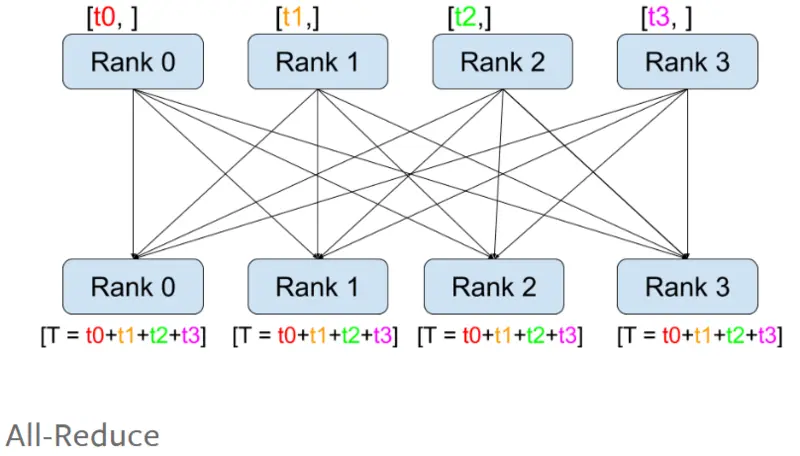 [t0, ] [t1,] [t2,] [t3, ]
Rank 0 Rank 1 Rank 2 Rank 3
Rank 0 Rank 1 Rank 2 Rank 3
[T = t0+t1+t2+t3] [T = t0+t1+t2+t3] [T = t0+t1+t2+t3] [T = t0+t1+t2+t3]
All-Reduce